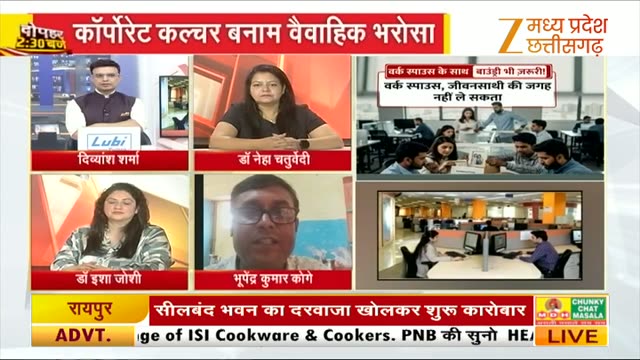 दोपहर
2:30 बजे
कॉर्पोरेट कल्चर बनाम वैवाहिक भरोसा
Z मध्य प्रदेश
छत्तीसगढ़
वर्क स्पाउस के साथ बाउंड्री भी ज़रूरी!
वर्क स्पाउस, जीवनसाथी की जगह
नहीं ले सकता
Lubi
दिव्यांश शर्मा
डॉ नेहा चतुर्वेदी
डॉ इशा जोशी
भूपेंद्र कुमार कोगे
रायपुर
सीलबंद भवन का दरवाजा खोलकर शुरू कारोबार
MDH
CHUNKY
CHAT
MASALA
ADVT.
ge of ISI Cookware & Cookers. PNB की सुनो HEA
LIVE